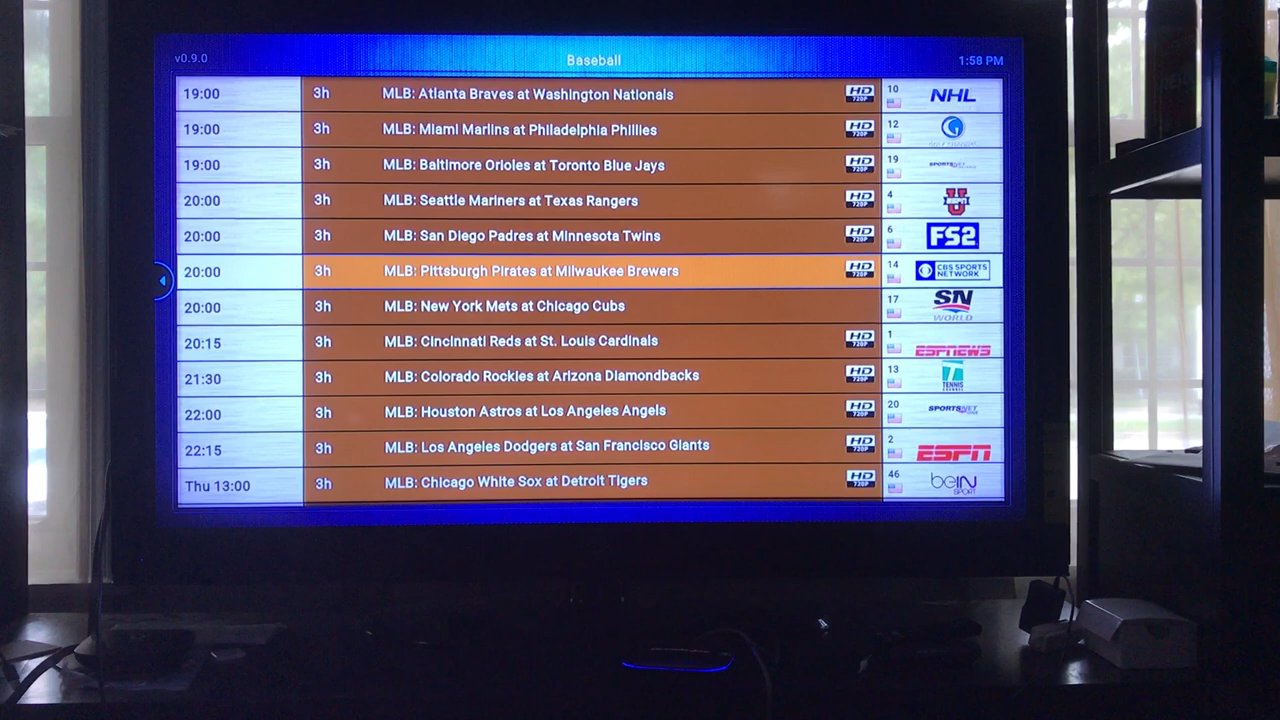 v0.9.0 Baseball 1:58 PM
19:00 3h MLB: Atlanta Braves at Washington Nationals HD 720P 10 NHL
19:00 3h MLB: Miami Marlins at Philadelphia Phillies HD 720P 12
19:00 3h MLB: Baltimore Orioles at Toronto Blue Jays HD 720P 19 SPORTSNET
20:00 3h MLB: Seattle Mariners at Texas Rangers HD 720P 4 ESPN U
20:00 3h MLB: San Diego Padres at Minnesota Twins HD 720P 6 FS2
20:00 3h MLB: Pittsburgh Pirates at Milwaukee Brewers HD 720P 14 CBS SPORTS NETWORK
20:00 3h MLB: New York Mets at Chicago Cubs 17 SN WORLD
20:15 3h MLB: Cincinnati Reds at St. Louis Cardinals HD 720P 1 ESPNEWS
21:30 3h MLB: Colorado Rockies at Arizona Diamondbacks HD 720P 13 TENNIS CHANNEL
22:00 3h MLB: Houston Astros at Los Angeles Angels HD 720P 20 SPORTSNET
22:15 3h MLB: Los Angeles Dodgers at San Francisco Giants HD 720P 2 ESPN
Thu 13:00 3h MLB: Chicago White Sox at Detroit Tigers HD 720P 46 beIN SPORT